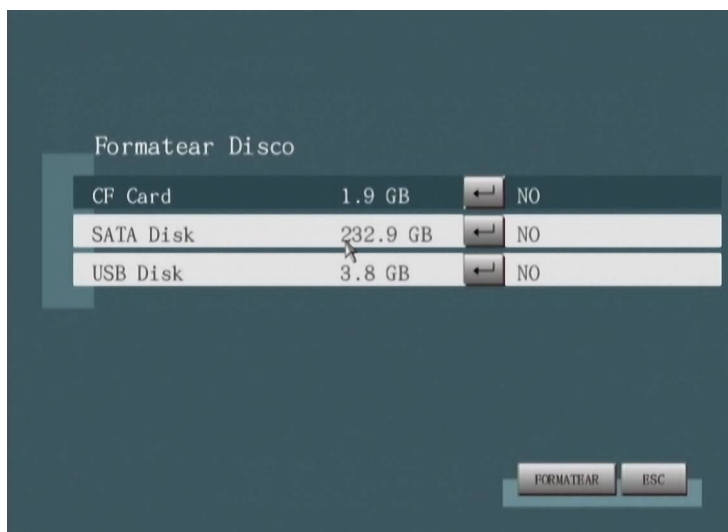 Formatear Disco
CF Card 1.9 GB NO
SATA Disk 232.9 GB NO
USB Disk 3.8 GB NO
FORMATEAR ESC